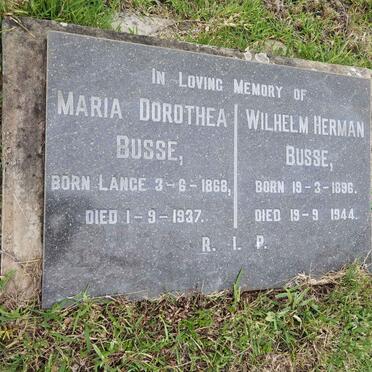 IN LOVING MEMORY OF
MARIA DOROTHEA
BUSSE,
BORN LANGE 3-6-1868,
DIED 1-9-1937.
WILHELM HERMAN
BUSSE,
BORN 19-3-1896.
DIED 19-9 1944.
R. I. P.